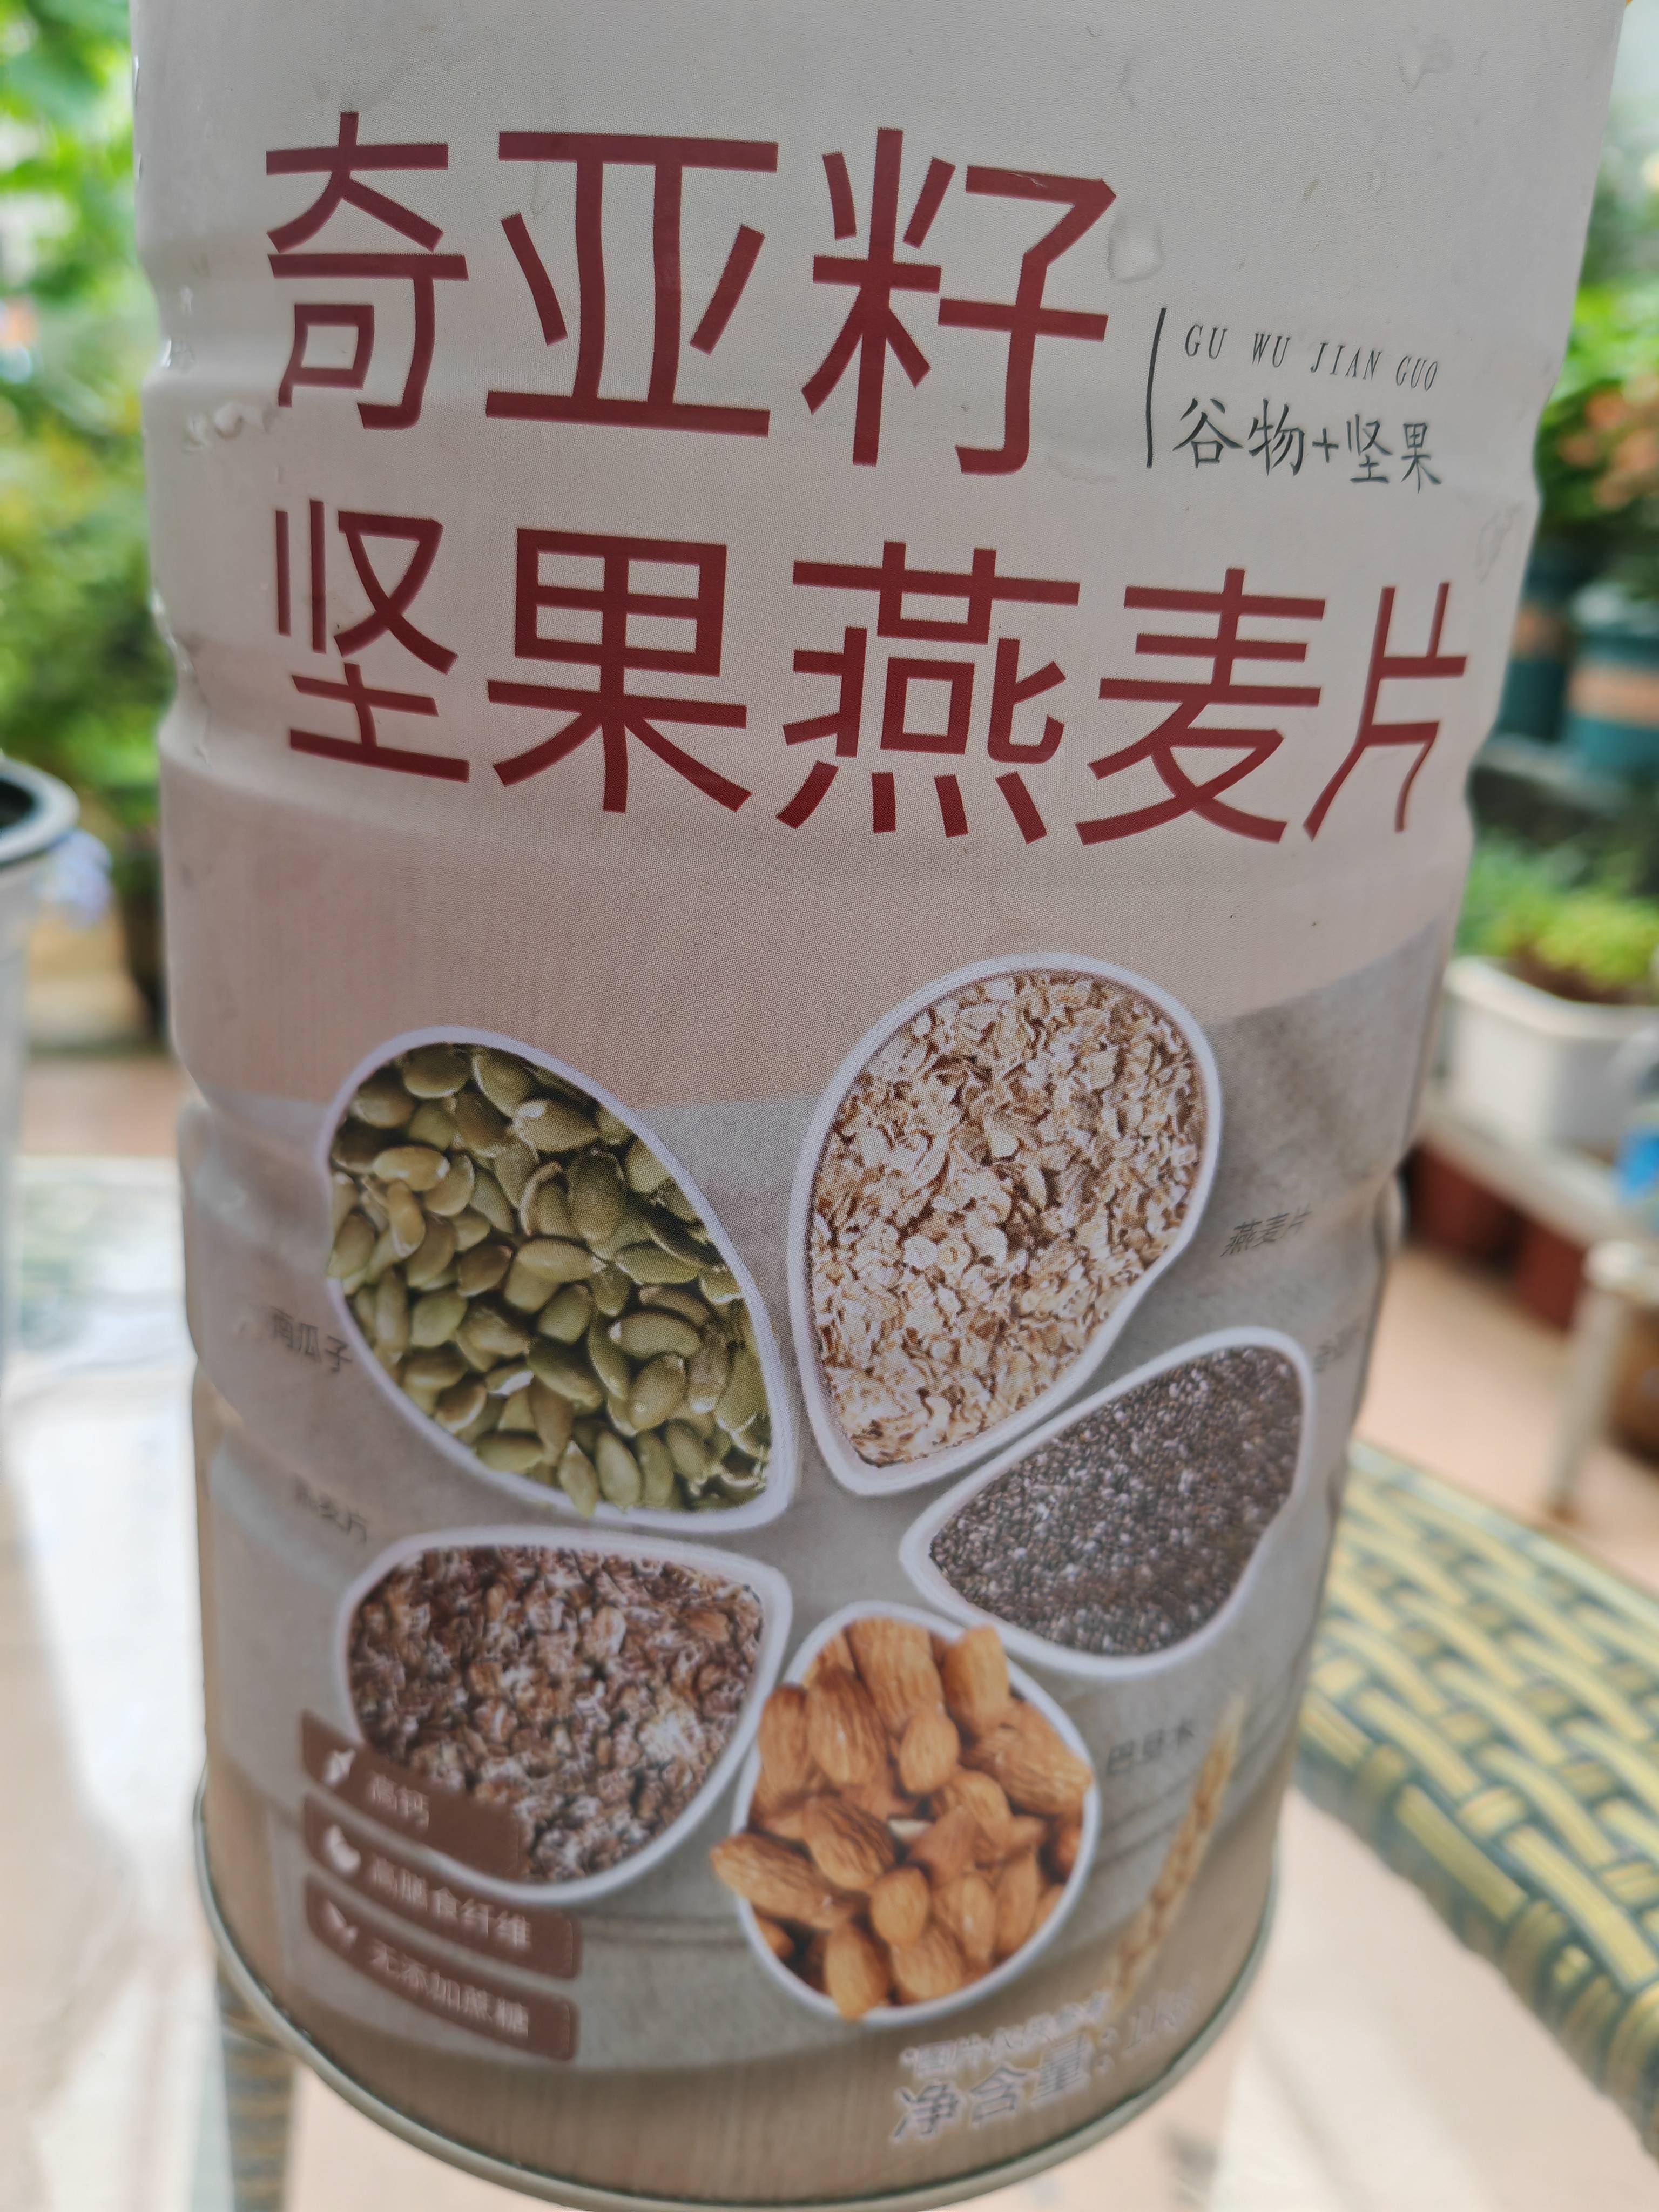 奇亚籽
GU WU JIAN GUO
谷物+坚果
坚果燕麦片
燕麦片
南瓜子
麦片
巴旦木
高钙
高膳食纤维
无添加蔗糖
净含量: